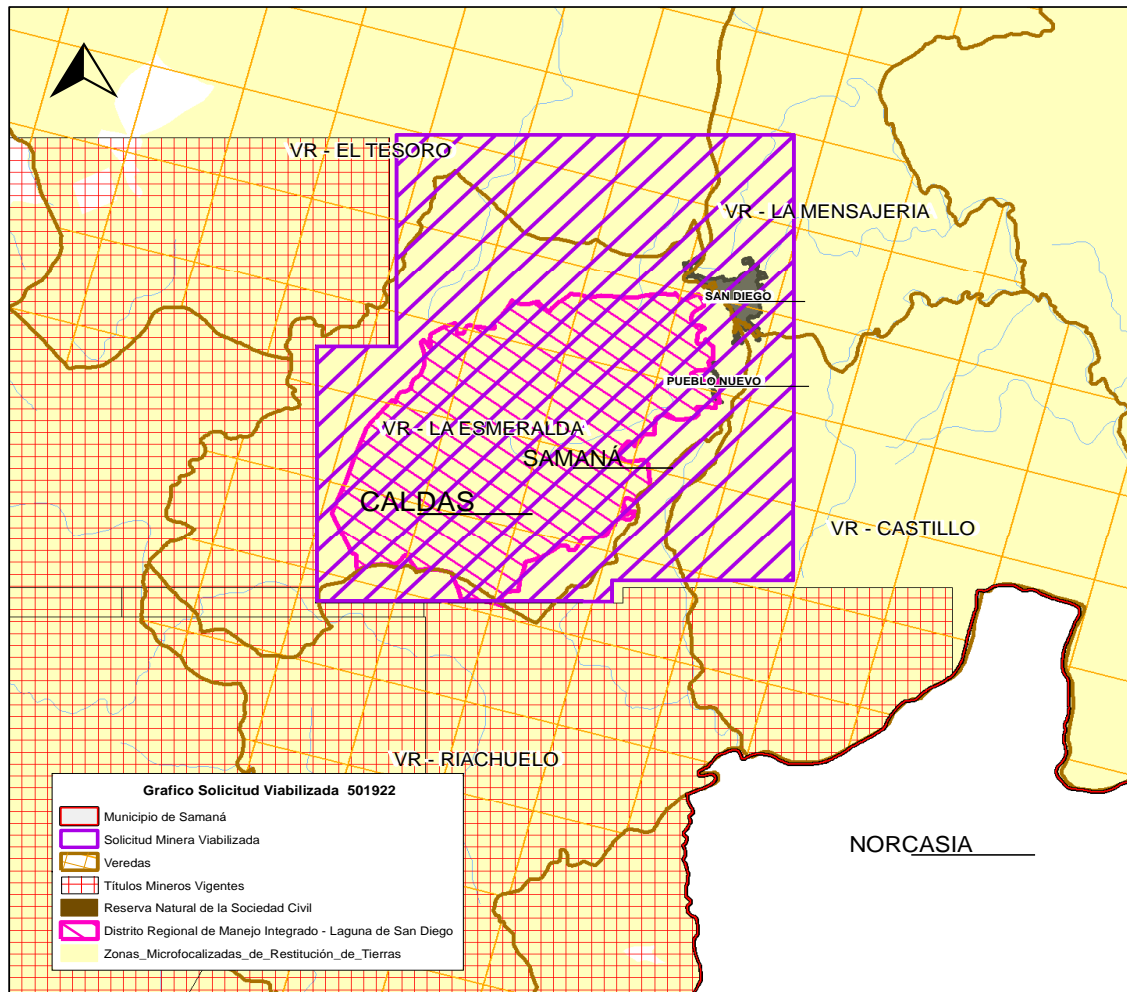 VR - EL TESORO
VR - LA MENSAJERIA
SAN DIEGO
PUEBLO NUEVO
VR - LA ESMERALDA
SAMANÁ
CALDAS
VR - CASTILLO
VR - RIACHUELO
NORCASIA
Grafico Solicitud Viabilizada 501922
Municipio de Samaná
Solicitud Minera Viabilizada
Veredas
Títulos Mineros Vigentes
Reserva Natural de la Sociedad Civil
Distrito Regional de Manejo Integrado - Laguna de San Diego
Zonas_Microfocalizadas_de_Restitución_de_Tierras